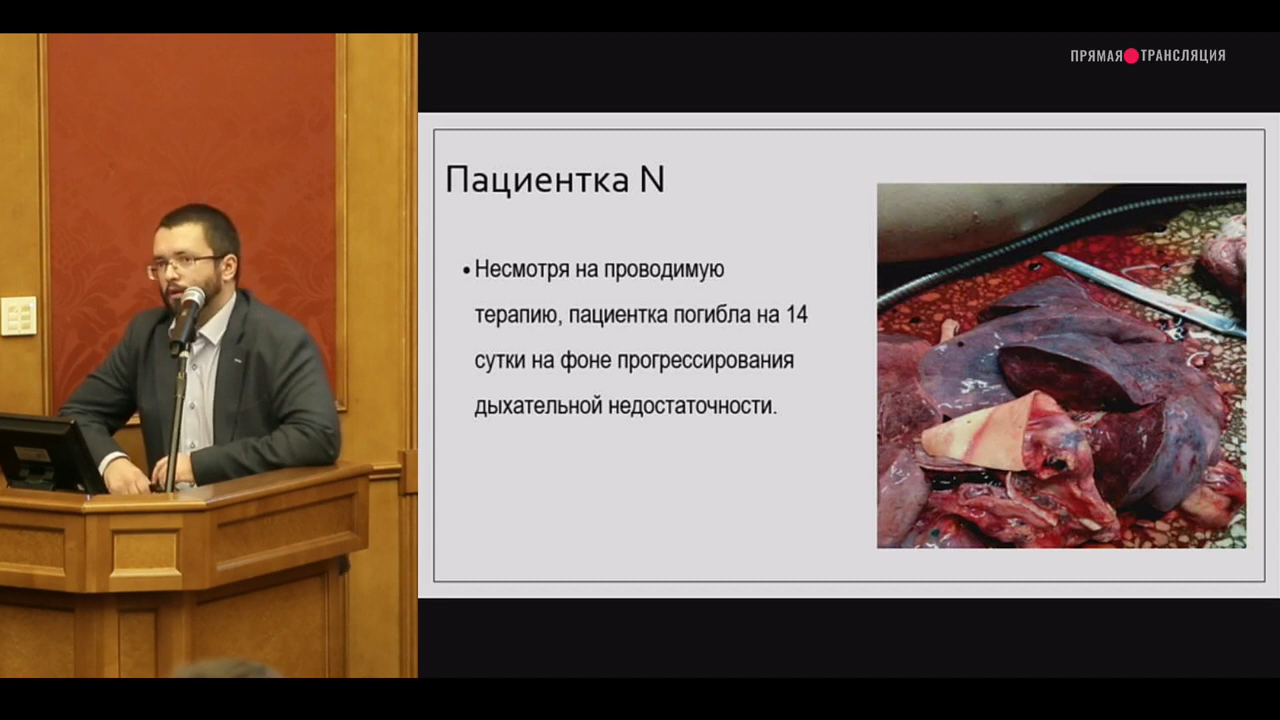 ПРЯМАЯ ТРАНСЛЯЦИЯ
Пациентка N
• Несмотря на проводимую
терапию, пациентка погибла на 14
сутки на фоне прогрессирования
дыхательной недостаточности.